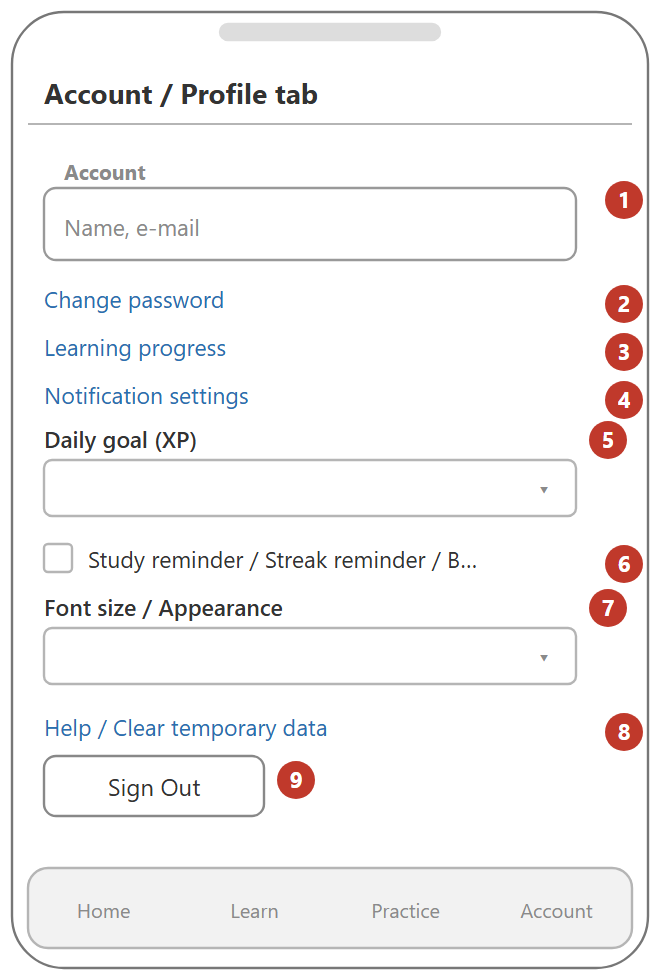 Account / Profile tab
Account
Name, e-mail
1
Change password
2
Learning progress
3
Notification settings
4
Daily goal (XP)
5
▼
Study reminder / Streak reminder / B...
6
Font size / Appearance
7
▼
Help / Clear temporary data
8
Sign Out
9
Home Learn Practice Account